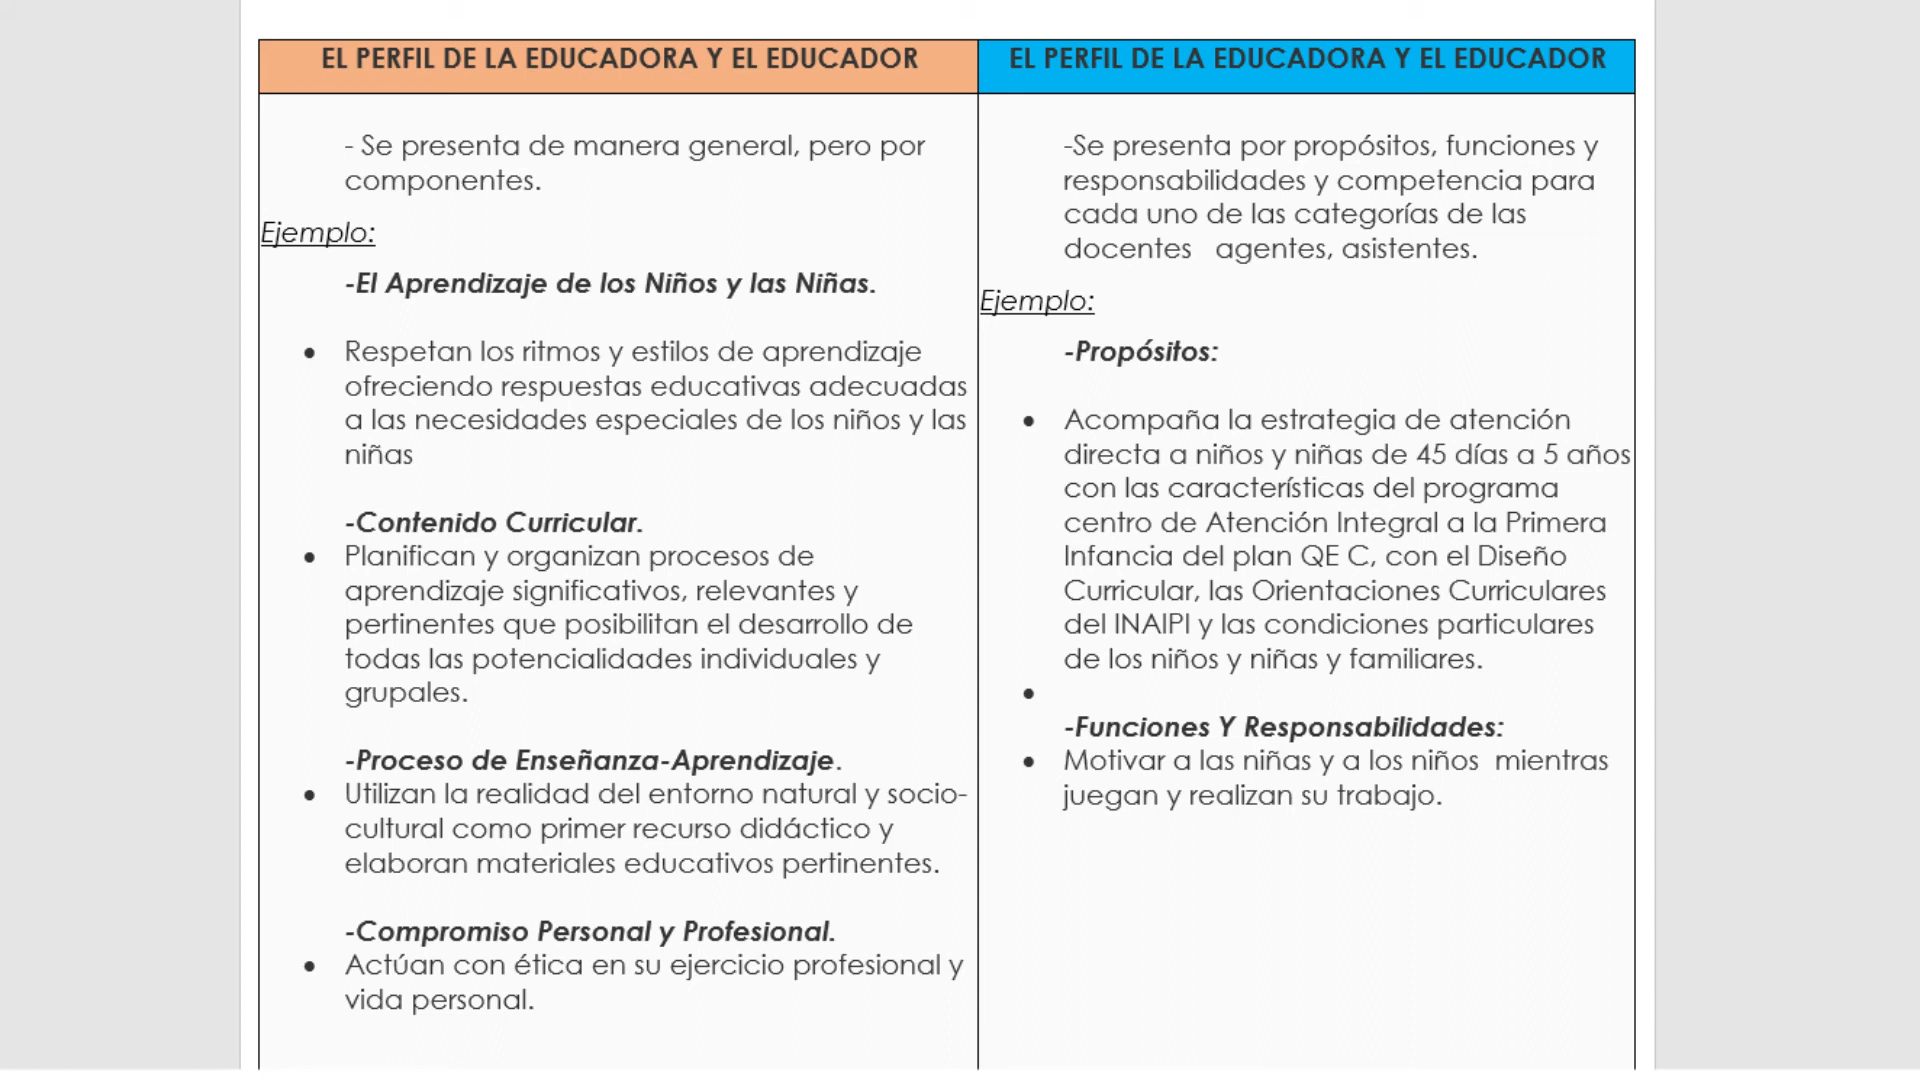 EL PERFIL DE LA EDUCADORA Y EL EDUCADOR
- Se presenta de manera general, pero por
componentes.
Ejemplo:
-El Aprendizaje de los Niños y las Niñas.
• Respetan los ritmos y estilos de aprendizaje
ofreciendo respuestas educativas adecuadas
a las necesidades especiales de los niños y las
niñas
-Contenido Curricular.
• Planifican y organizan procesos de
aprendizaje significativos, relevantes y
pertinentes que posibilitan el desarrollo de
todas las potencialidades individuales y
grupales.
-Proceso de Enseñanza-Aprendizaje.
• Utilizan la realidad del entorno natural y socio-
cultural como primer recurso didáctico y
elaboran materiales educativos pertinentes.
-Compromiso Personal y Profesional.
• Actúan con ética en su ejercicio profesional y
vida personal.
EL PERFIL DE LA EDUCADORA Y EL EDUCADOR
-Se presenta por propósitos, funciones y
responsabilidades y competencia para
cada uno de las categorías de las
docentes agentes, asistentes.
Ejemplo:
-Propósitos:
• Acompaña la estrategia de atención
directa a niños y niñas de 45 días a 5 años
con las características del programa
centro de Atención Integral a la Primera
Infancia del plan QE C, con el Diseño
Curricular, las Orientaciones Curriculares
del INAIPI y las condiciones particulares
de los niños y niñas y familiares.
•
-Funciones Y Responsabilidades:
• Motivar a las niñas y a los niños mientras
juegan y realizan su trabajo.